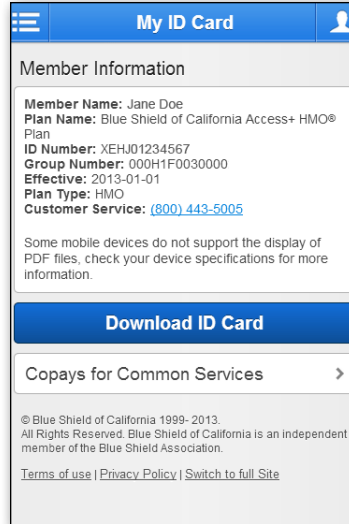 My ID Card
Member Information
Member Name: Jane Doe
Plan Name: Blue Shield of California Access+ HMO®
Plan
ID Number: XEHJ01234567
Group Number: 000H1F0030000
Effective: 2013-01-01
Plan Type: HMO
Customer Service: (800) 443-5005
Some mobile devices do not support the display of
PDF files, check your device specifications for more
information.
Download ID Card
Copays for Common Services
© Blue Shield of California 1999- 2013.
All Rights Reserved. Blue Shield of California is an independent
member of the Blue Shield Association.
Terms of use | Privacy Policy | Switch to full Site